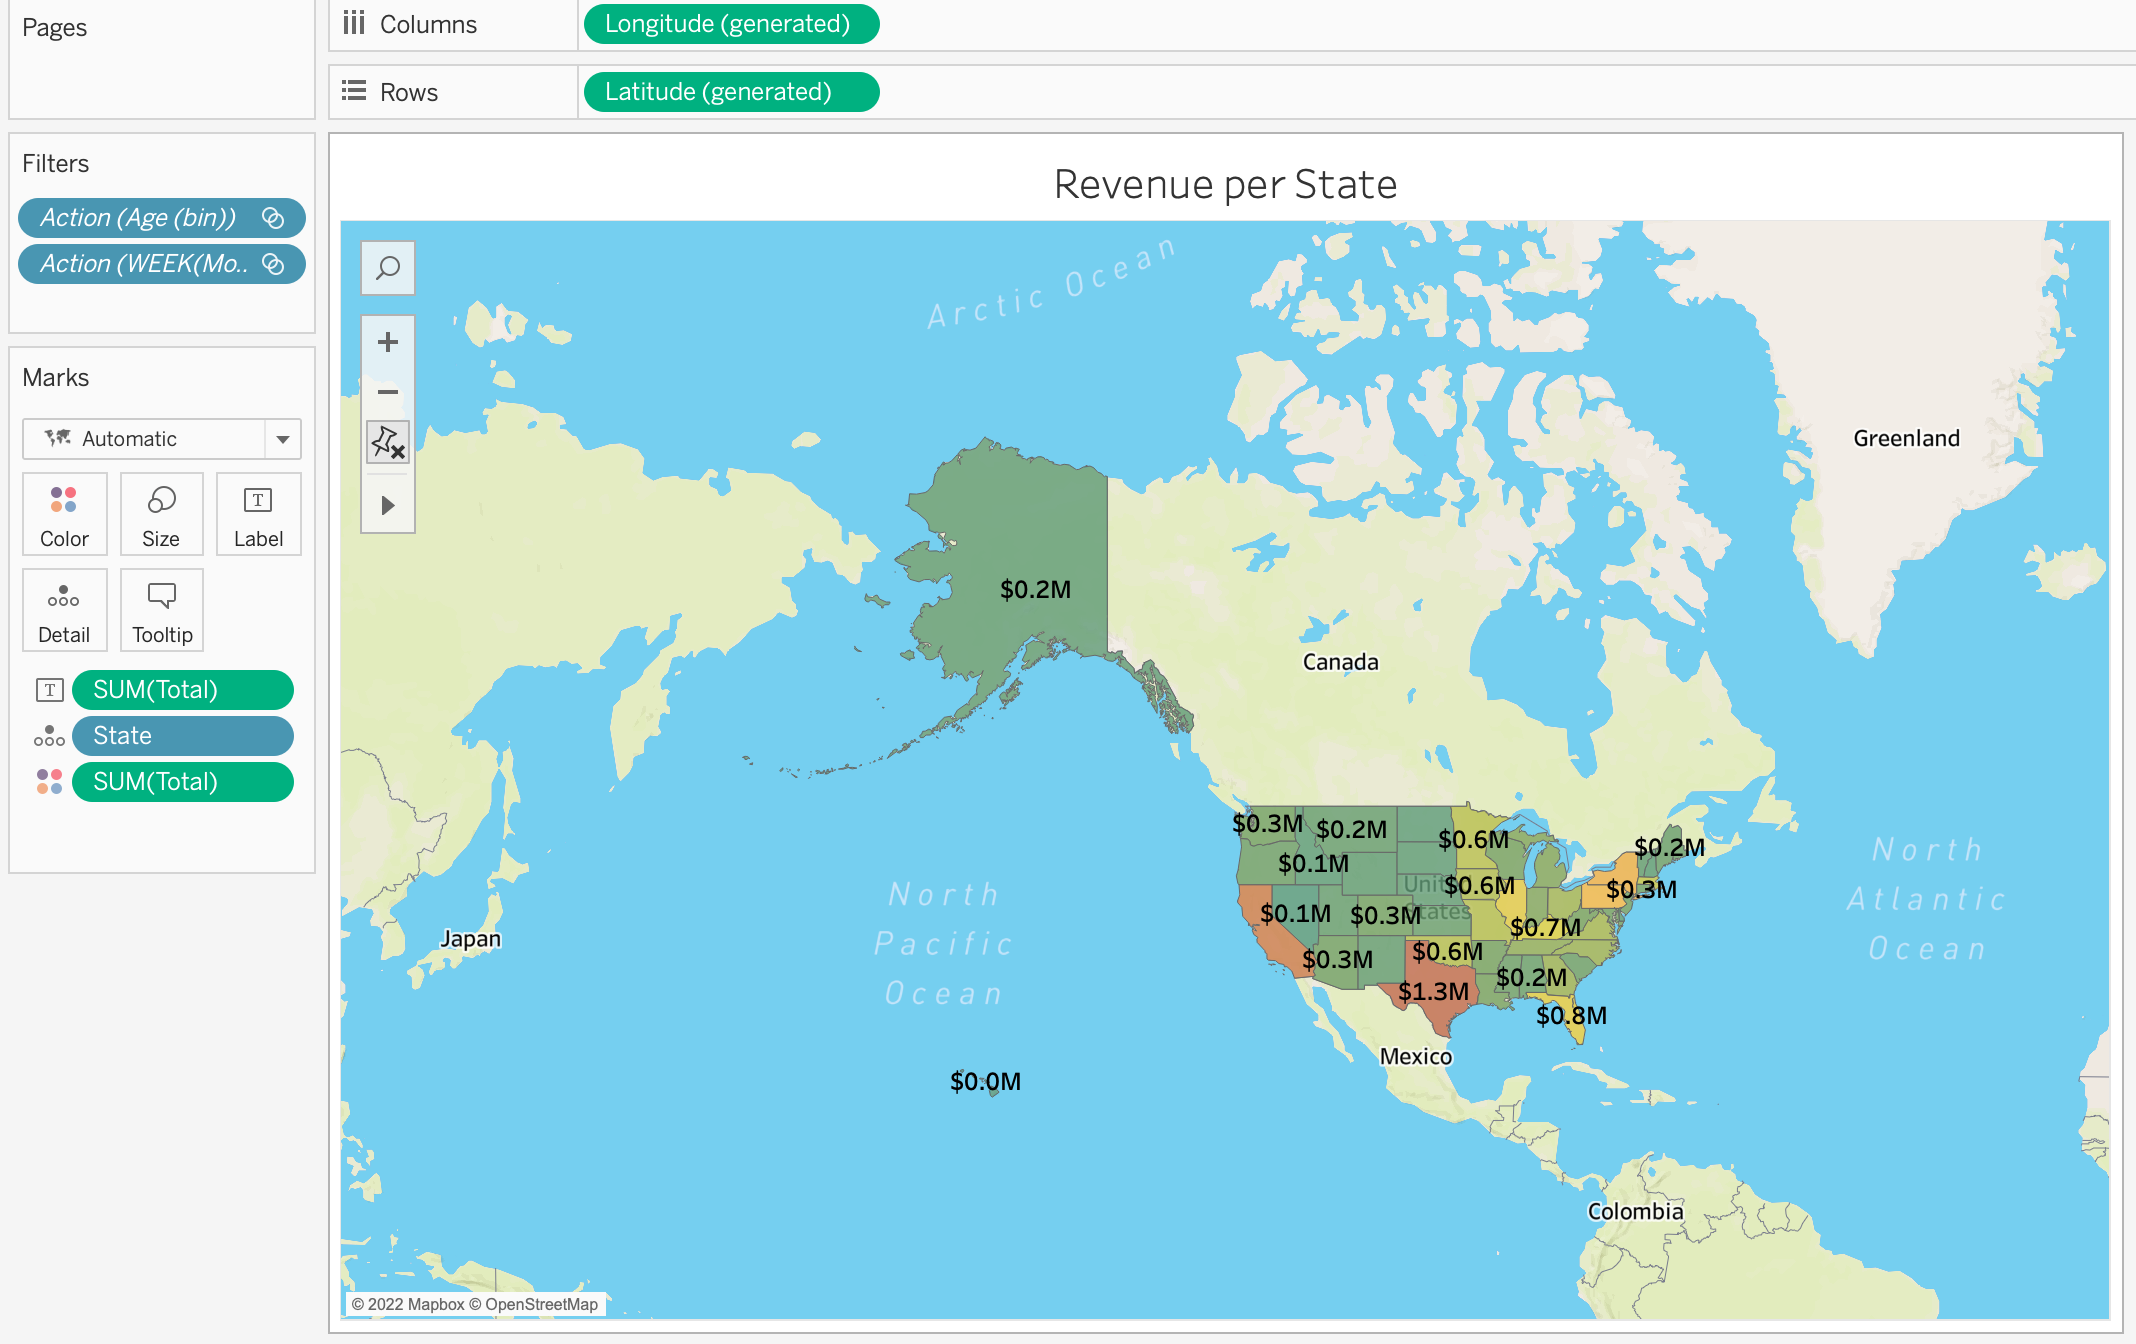 Pages
Columns
Longitude (generated)
Rows
Latitude (generated)
Filters
Action (Age (bin))
Action (WEEK(Mo..
Marks
Automatic
Color
Size
T
Label
Detail
Tooltip
T
SUM(Total)
State
SUM(Total)
Revenue per State
Arctic Ocean
Greenland
$0.2M
Canada
$0.3M
$0.2M
$0.6M
$0.2M
$0.1M
United
$0.6M
$0.3M
$0.1M
$0.3M
States
$0.7M
$0.3M
$0.6M
$0.2M
$1.3M
$0.8M
North
Pacific
Ocean
North
Atlantic
Ocean
Japan
Mexico
$0.0M
Colombia
© 2022 Mapbox © OpenStreetMap